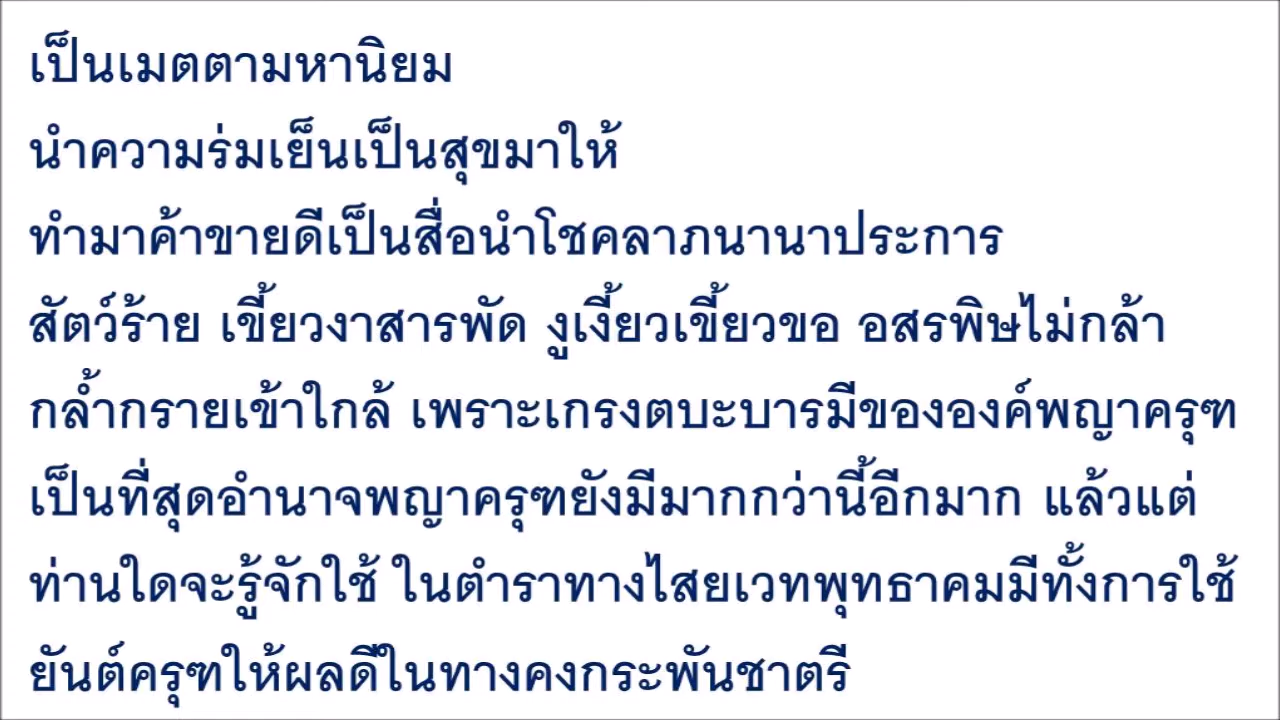 เป็นเมตตามหานิยม
นำความร่มเย็นเป็นสุขมาให้
ทำมาค้าขายดีเป็นสื่อนำโชคลาภนานาประการ
สัตว์ร้าย เขี้ยวงาสารพัด งูเงี้ยวเขี้ยวขอ อสรพิษไม่กล้า
กล้ำกรายเข้าใกล้ เพราะเกรงตบะบารมีขององค์พญาครุฑ
เป็นที่สุดอำนาจพญาครุฑยังมีมากกว่านี้อีกมาก แล้วแต่
ท่านใดจะรู้จักใช้ ในตำราทางไสยเวทพุทธาคมมีทั้งการใช้
ยันต์ครุฑให้ผลดีในทางคงกระพันชาตรี